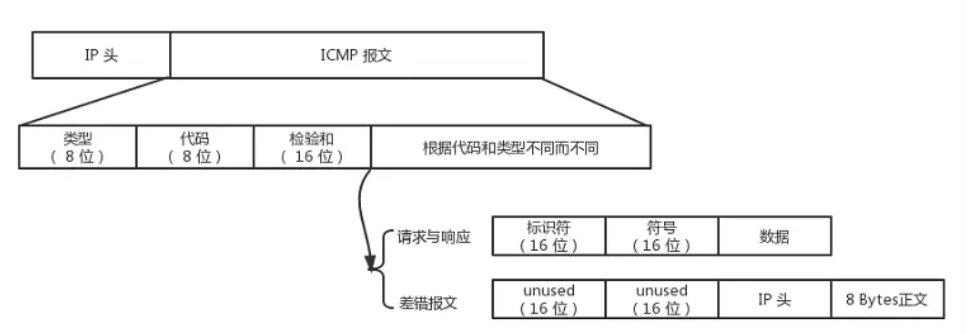 IP 头
ICMP 报文
类型
（ 8 位）
代码
（ 8 位）
检验和
（ 16 位）
根据代码和类型不同而不同
请求与响应
标识符
（16 位）
符号
（16 位）
数据
差错报文
unused
（16 位）
unused
（16 位）
IP 头
8 Bytes正文